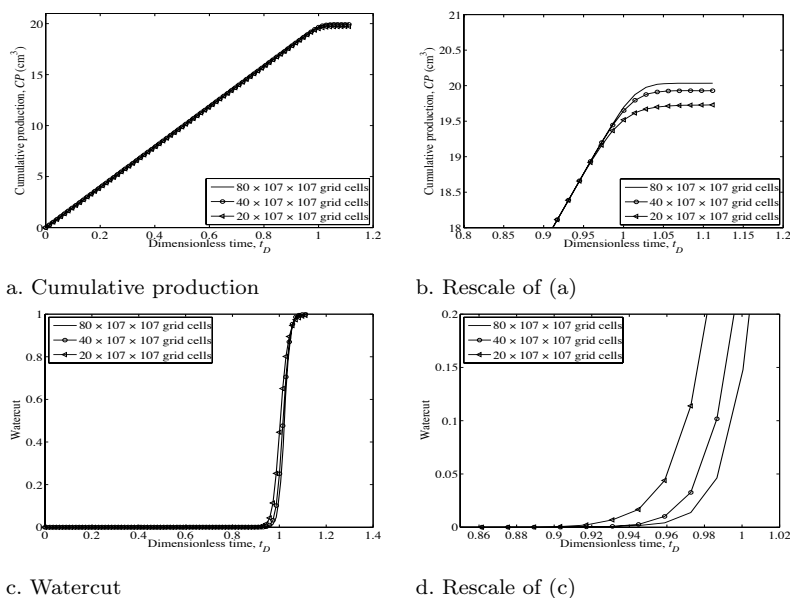 20
15
10
5
0
Cumulative production, CP (cm³)
80 × 107 × 107 grid cells
40 × 107 × 107 grid cells
20 × 107 × 107 grid cells
0 0.2 0.4 0.6 0.8 1 1.2
Dimensionless time, t_D
a. Cumulative production
21
20.5
20
19.5
19
18.5
18
Cumulative production, CP (cm³)
80 × 107 × 107 grid cells
40 × 107 × 107 grid cells
20 × 107 × 107 grid cells
0.8 0.85 0.9 0.95 1 1.05 1.1 1.15 1.2
Dimensionless time, t_D
b. Rescale of (a)
1
0.8
0.6
0.4
0.2
0
Watercut
80 × 107 × 107 grid cells
40 × 107 × 107 grid cells
20 × 107 × 107 grid cells
0 0.2 0.4 0.6 0.8 1 1.2 1.4
Dimensionless time, t_D
c. Watercut
0.2
0.15
0.1
0.05
0
Watercut
80 × 107 × 107 grid cells
40 × 107 × 107 grid cells
20 × 107 × 107 grid cells
0.86 0.88 0.9 0.92 0.94 0.96 0.98 1 1.02
Dimensionless time, t_D
d. Rescale of (c)